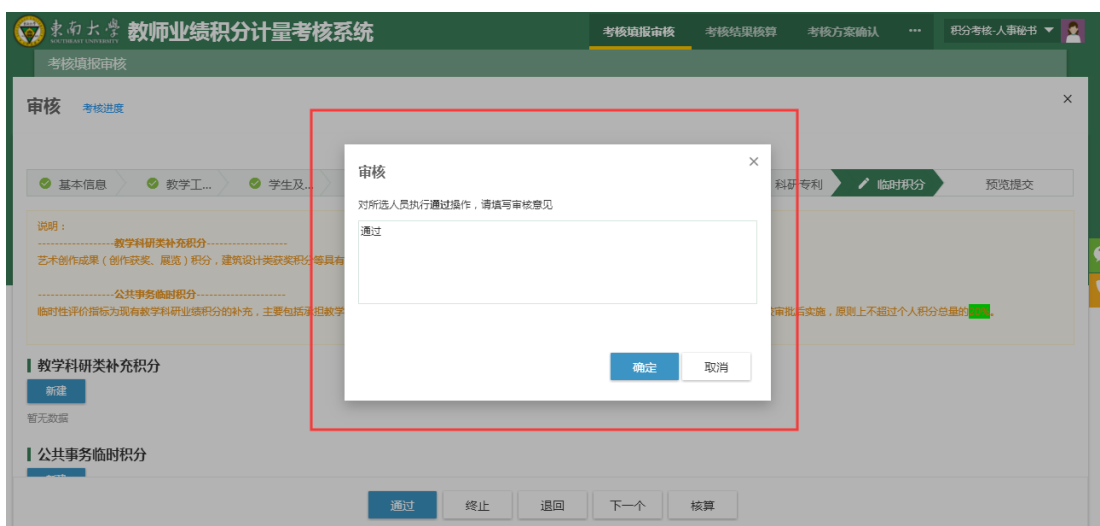 東南大學 教师业绩积分计量考核系统
SOUTHEAST UNIVERSITY
考核填报审核 考核结果核算 考核方案确认 ··· 积分考核-人事秘书
考核填报审核
审核 考核进度 ×
基本信息 教学工... 学生及... 科研专利 临时积分 预览提交
说明：
------------------教学科研类补充积分-------------------
艺术创作成果（创作获奖、展览）积分，建筑设计类获奖积分等具有
------------------公共事务临时积分---------------------
临时性评价指标为现有教学科研业绩积分的补充，主要包括承担教学 审批后实施，原则上不超过个人积分总量的
审核 ×
对所选人员执行通过操作，请填写审核意见
通过
确定 取消
教学科研类补充积分
新建
暂无数据
公共事务临时积分
通过 终止 退回 下一个 核算